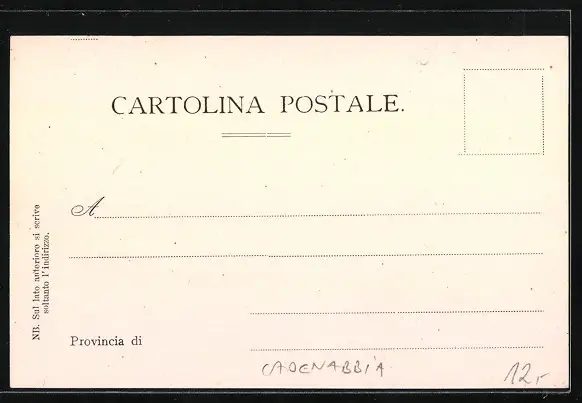 CARTOLINA POSTALE.
A
NB. Sul lato anteriore si scrive
soltanto l'indirizzo.
Provincia di
CADENABBIA
12,-